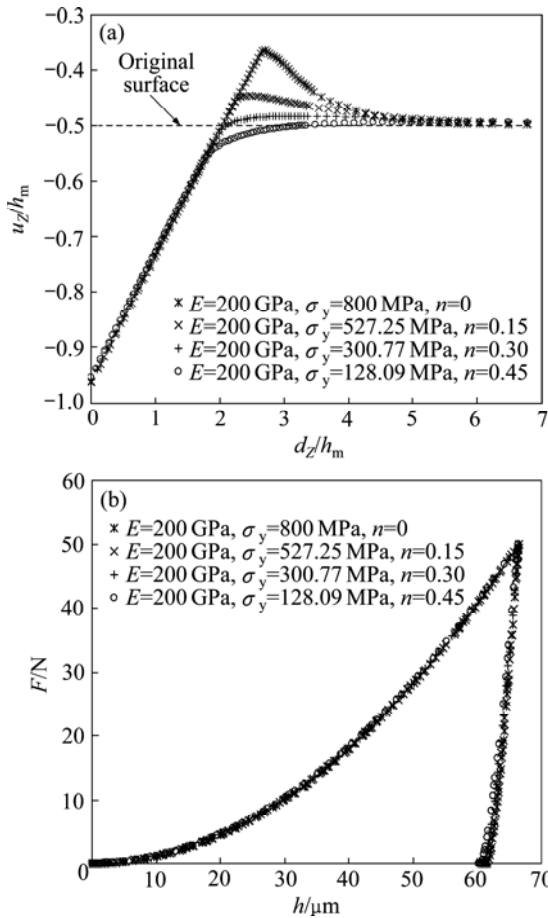 (a)
Original
surface
−0.3
−0.4
−0.5
−0.6
−0.7
−0.8
−0.9
−1.0
u_Z/h_m
E=200 GPa, σ_y=800 MPa, n=0
E=200 GPa, σ_y=527.25 MPa, n=0.15
E=200 GPa, σ_y=300.77 MPa, n=0.30
E=200 GPa, σ_y=128.09 MPa, n=0.45
0 1 2 3 4 5 6 7
d_Z/h_m
(b)
60
50
40
30
20
10
0
F/N
E=200 GPa, σ_y=800 MPa, n=0
E=200 GPa, σ_y=527.25 MPa, n=0.15
E=200 GPa, σ_y=300.77 MPa, n=0.30
E=200 GPa, σ_y=128.09 MPa, n=0.45
10 20 30 40 50 60 70
h/μm